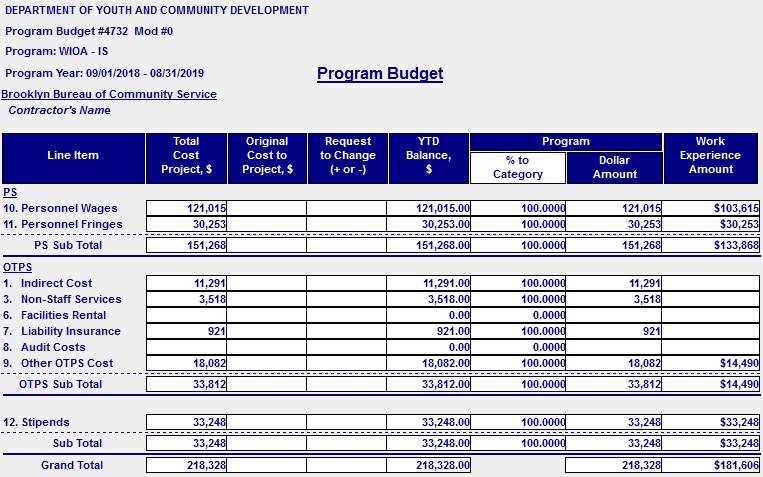 DEPARTMENT OF YOUTH AND COMMUNITY DEVELOPMENT
Program Budget #4732 Mod #0
Program: WIOA - IS
Program Year: 09/01/2018 - 08/31/2019
Program Budget
Brooklyn Bureau of Community Service
Contractor's Name
Line Item Total Cost Project, $ Original Cost to Project, $ Request to Change (+ or -) YTD Balance, $ Program % to Category Dollar Amount Work Experience Amount
PS
10. Personnel Wages 121,015 121,015.00 100.0000 121,015 $103,615
11. Personnel Fringes 30,253 30,253.00 100.0000 30,253 $30,253
PS Sub Total 151,268 151,268.00 100.0000 151,268 $133,868
OTPS
1. Indirect Cost 11,291 11,291.00 100.0000 11,291
3. Non-Staff Services 3,518 3,518.00 100.0000 3,518
6. Facilities Rental 0.00 0.0000
7. Liability Insurance 921 921.00 100.0000 921
8. Audit Costs 0.00 0.0000
9. Other OTPS Cost 18,082 18,082.00 100.0000 18,082 $14,490
OTPS Sub Total 33,812 33,812.00 100.0000 33,812 $14,490
12. Stipends 33,248 33,248.00 100.0000 33,248 $33,248
Sub Total 33,248 33,248.00 100.0000 33,248 $33,248
Grand Total 218,328 218,328.00 218,328 $181,606